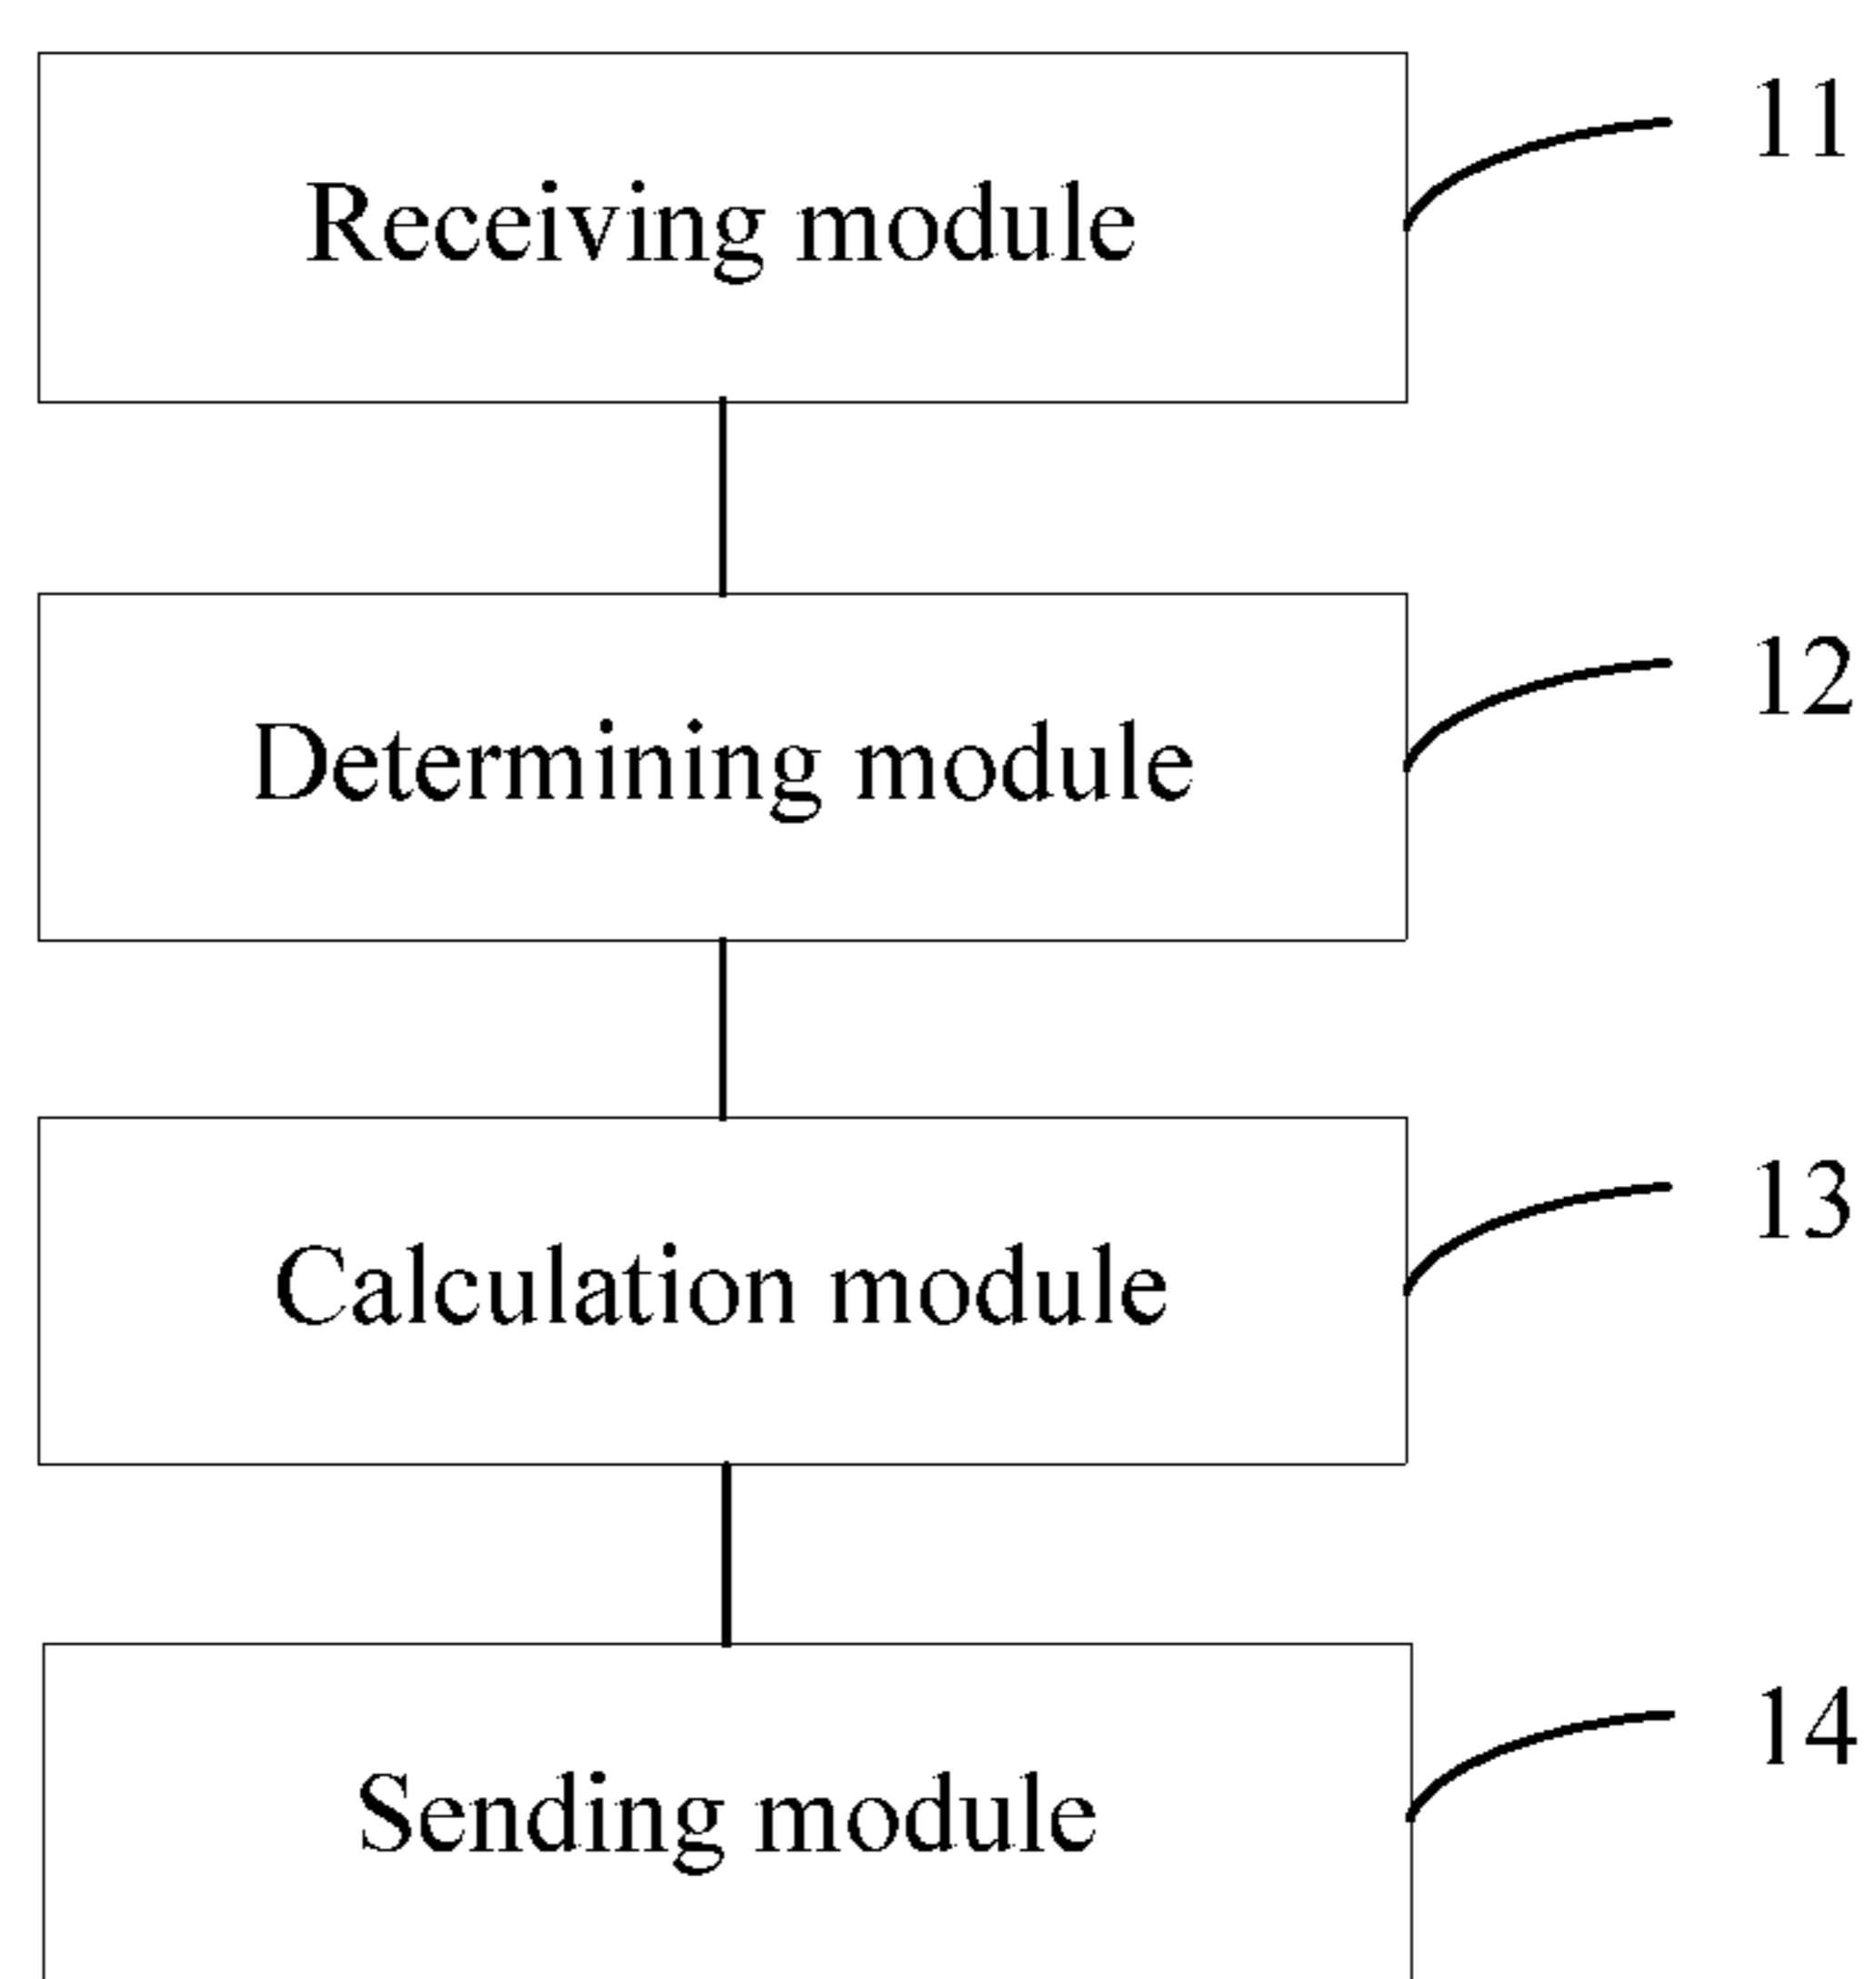 Receiving module
11
Determining module
12
Calculation module
13
Sending module
14